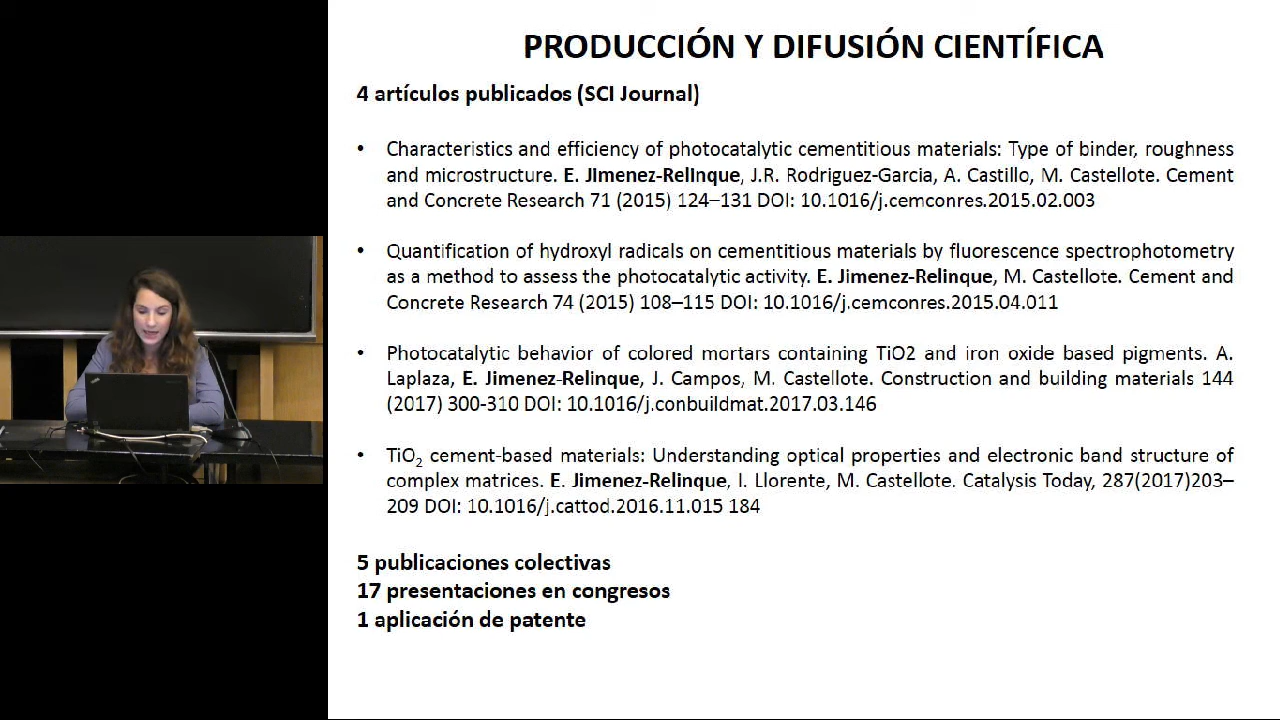 PRODUCCIÓN Y DIFUSIÓN CIENTÍFICA
4 artículos publicados (SCI Journal)
• Characteristics and efficiency of photocatalytic cementitious materials: Type of binder, roughness
and microstructure. E. Jimenez-Relinque, J.R. Rodriguez-Garcia, A. Castillo, M. Castellote. Cement
and Concrete Research 71 (2015) 124–131 DOI: 10.1016/j.cemconres.2015.02.003
• Quantification of hydroxyl radicals on cementitious materials by fluorescence spectrophotometry
as a method to assess the photocatalytic activity. E. Jimenez-Relinque, M. Castellote. Cement and
Concrete Research 74 (2015) 108–115 DOI: 10.1016/j.cemconres.2015.04.011
• Photocatalytic behavior of colored mortars containing TiO2 and iron oxide based pigments. A.
Laplaza, E. Jimenez-Relinque, J. Campos, M. Castellote. Construction and building materials 144
(2017) 300-310 DOI: 10.1016/j.conbuildmat.2017.03.146
• TiO₂ cement-based materials: Understanding optical properties and electronic band structure of
complex matrices. E. Jimenez-Relinque, I. Llorente, M. Castellote. Catalysis Today, 287(2017)203–
209 DOI: 10.1016/j.cattod.2016.11.015 184
5 publicaciones colectivas
17 presentaciones en congresos
1 aplicación de patente